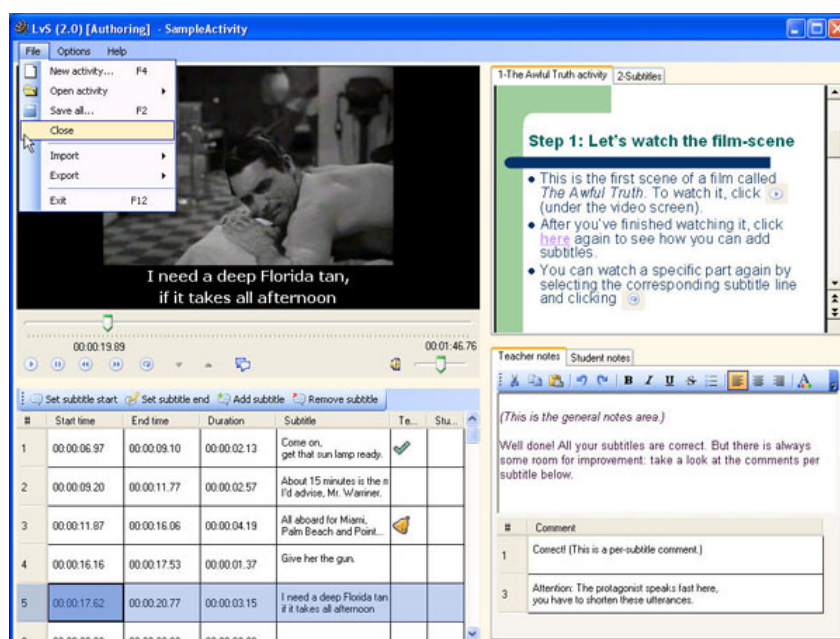 LvS (2.0) [Authoring] - SampleActivity
File Options Help
New activity... F4
Open activity
Save all... F2
Close
Import
Export
Exit F12
I need a deep Florida tan,
if it takes all afternoon
00:00:19.89 00:01:46.76
Set subtitle start Set subtitle end Add subtitle Remove subtitle
# Start time End time Duration Subtitle Te... Stu...
1 00:00:06.97 00:00:09.10 00:00:02.13 Come on,
get that sun lamp ready.
2 00:00:09.20 00:00:11.77 00:00:02.57 About 15 minutes is the m
I'd advise, Mr. Warriner.
3 00:00:11.87 00:00:16.06 00:00:04.19 All aboard for Miami,
Palm Beach and Point...
4 00:00:16.16 00:00:17.53 00:00:01.37 Give her the gun.
5 00:00:17.62 00:00:20.77 00:00:03.15 I need a deep Florida tan
if it takes all afternoon
1-The Awful Truth activity 2-Subtitles
Step 1: Let's watch the film-scene
This is the first scene of a film called
The Awful Truth. To watch it, click
(under the video screen).
After you've finished watching it, click
here again to see how you can add
subtitles.
You can watch a specific part again by
selecting the corresponding subtitle line
and clicking
Teacher notes Student notes
B I U S A
(This is the general notes area.)
Well done! All your subtitles are correct. But there is always
some room for improvement: take a look at the comments per
subtitle below.
# Comment
1 Correct! (This is a per-subtitle comment.)
3 Attention: The protagonist speaks fast here,
you have to shorten these utterances.